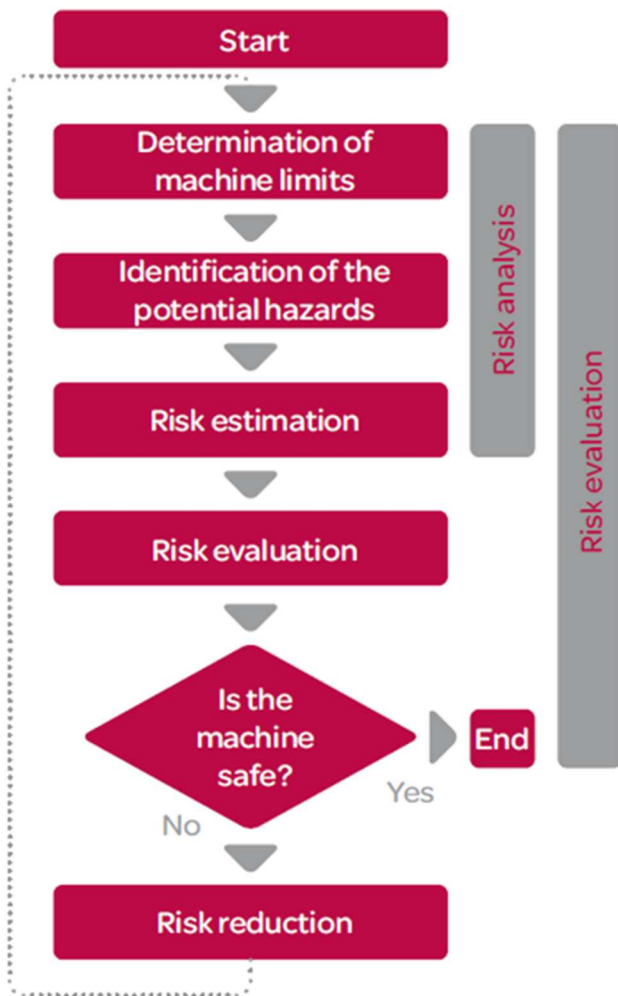 Start
Determination of
machine limits
Identification of the
potential hazards
Risk estimation
Risk evaluation
Is the
machine
safe?
End
Yes
No
Risk reduction
Risk analysis
Risk evaluation